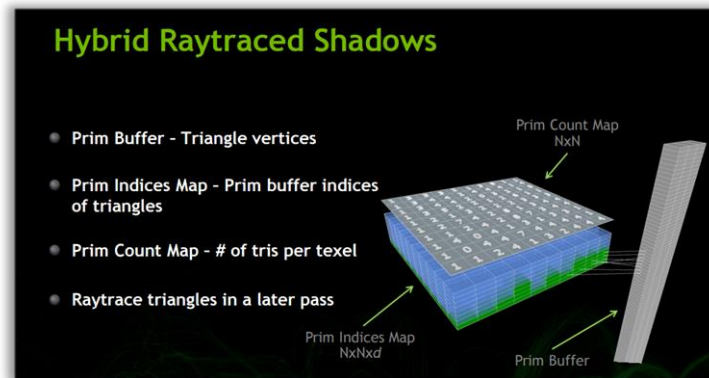 Hybrid Raytraced Shadows
Prim Buffer – Triangle vertices
Prim Indices Map – Prim buffer indices
of triangles
Prim Count Map – # of tris per texel
Raytrace triangles in a later pass
Prim Count Map
NxN
Prim Indices Map
NxNxd
Prim Buffer